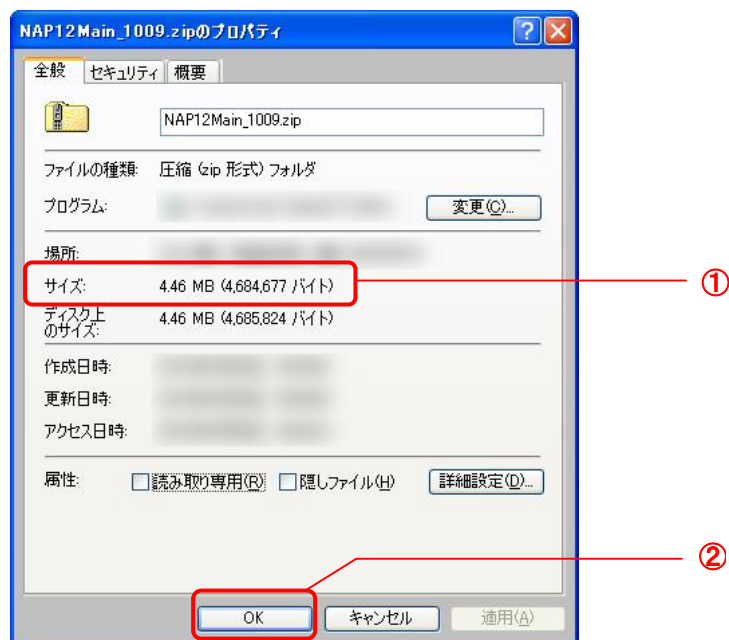 NAP12Main_1009.zipのプロパティ
全般 セキュリティ 概要
NAP12Main_1009.zip
ファイルの種類: 圧縮 (zip 形式) フォルダ
プログラム: 変更(C)...
場所:
サイズ: 4.46 MB (4,684,677 バイト) ①
ディスク上
のサイズ: 4.46 MB (4,685,824 バイト)
作成日時:
更新日時:
アクセス日時:
属性: 読み取り専用(R) 隠しファイル(H) 詳細設定(D)...
②
OK キャンセル 適用(A)